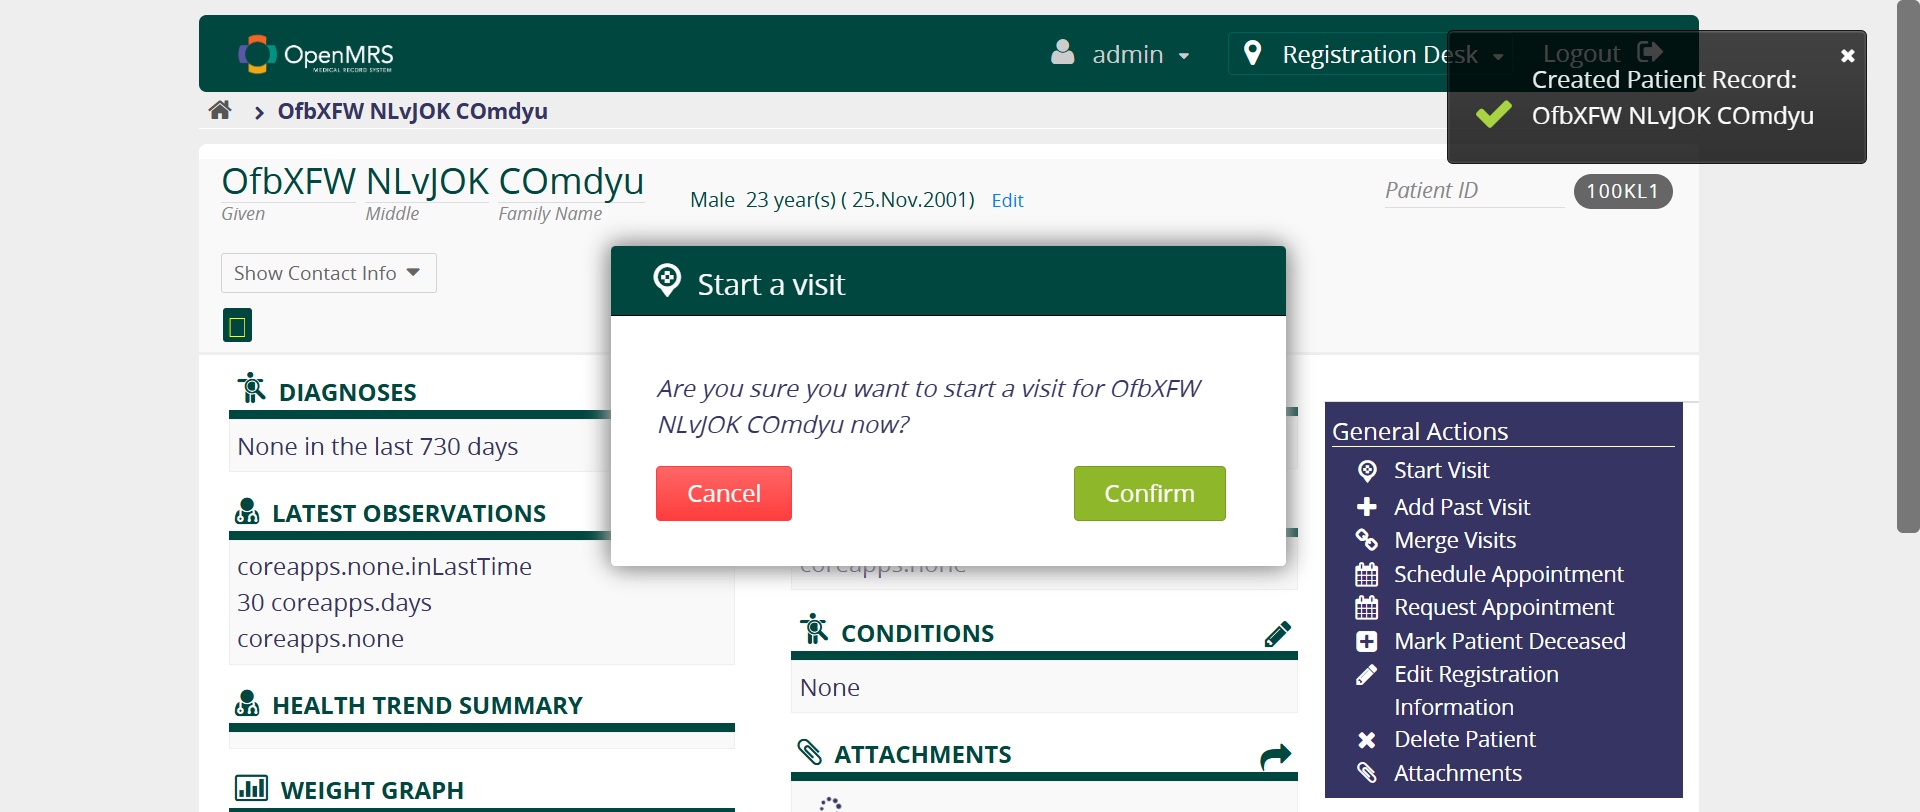 OpenMRS
MEDICAL RECORD SYSTEM
admin
Registration Desk
Logout
Created Patient Record:
OfbXFW NLvJOK COmdyu
OfbXFW NLvJOK COmdyu
OfbXFW NLvJOK COmdyu
Given Middle Family Name
Male 23 year(s) ( 25.Nov.2001) Edit
Patient ID 100KL1
Show Contact Info
Start a visit
Are you sure you want to start a visit for OfbXFW
NLvJOK COmdyu now?
Cancel Confirm
DIAGNOSES
None in the last 730 days
LATEST OBSERVATIONS
coreapps.none.inLastTime
30 coreapps.days
coreapps.none
HEALTH TREND SUMMARY
WEIGHT GRAPH
coreapps.none
CONDITIONS
None
ATTACHMENTS
General Actions
Start Visit
Add Past Visit
Merge Visits
Schedule Appointment
Request Appointment
Mark Patient Deceased
Edit Registration
Information
Delete Patient
Attachments